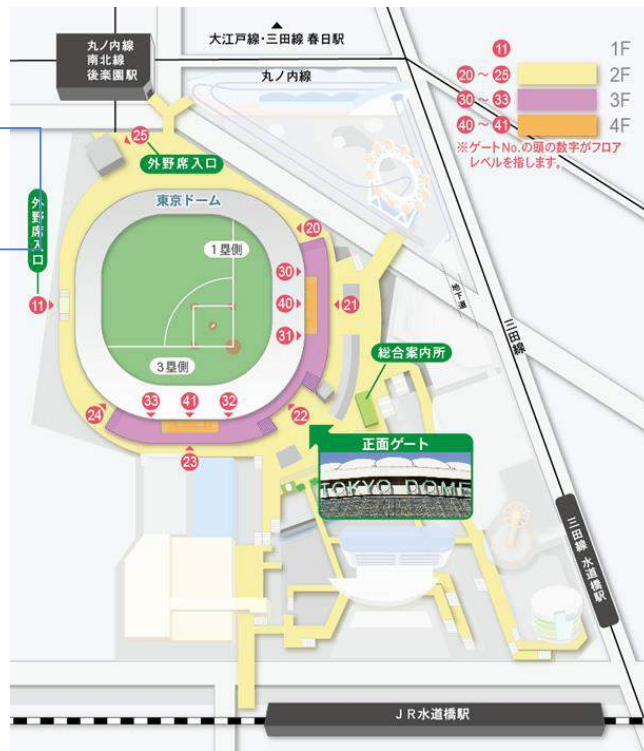 丸ノ内線
南北線
後楽園駅
大江戸線・三田線 春日駅
丸ノ内線
11 1F
20～25 2F
30～33 3F
40～41 4F
※ゲートNo.の頭の数字がフロア
レベルを指します。
25
外野席入口
外野席入口
東京ドーム
20
1塁側
30
40
21
11
31
地下道
三田線
3塁側
総合案内所
24
33
41
32
22
23
正面ゲート
TOKYO DOME
三田線 水道橋駅
JR水道橋駅